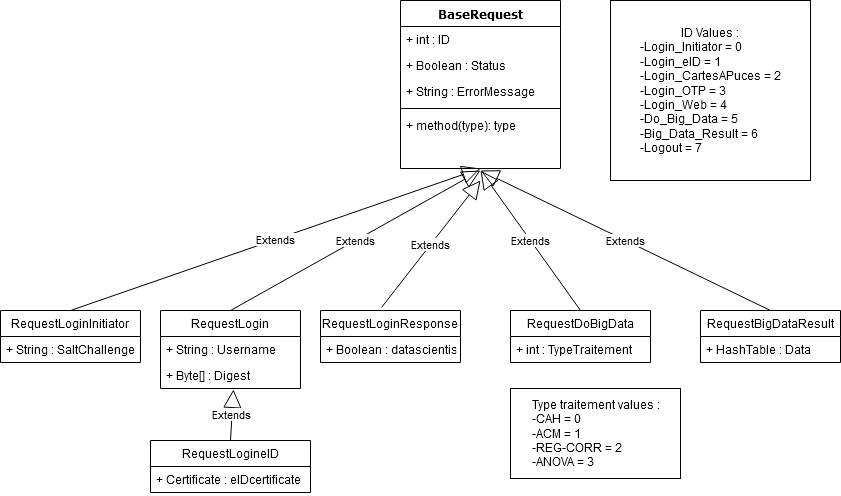 BaseRequest
+ int : ID
+ Boolean : Status
+ String : ErrorMessage
+ method(type): type
ID Values :
-Login_Initiator = 0
-Login_eID = 1
-Login_CartesAPuces = 2
-Login_OTP = 3
-Login_Web = 4
-Do_Big_Data = 5
-Big_Data_Result = 6
-Logout = 7
Extends
Extends
Extends
Extends
Extends
RequestLoginInitiator
+ String : SaltChallenge
RequestLogin
+ String : Username
+ Byte[] : Digest
RequestLoginResponse
+ Boolean : datascientis
RequestDoBigData
+ int : TypeTraitement
RequestBigDataResult
+ HashTable : Data
Extends
RequestLogineID
+ Certificate : eIDcertificate
Type traitement values :
-CAH = 0
-ACM = 1
-REG-CORR = 2
-ANOVA = 3